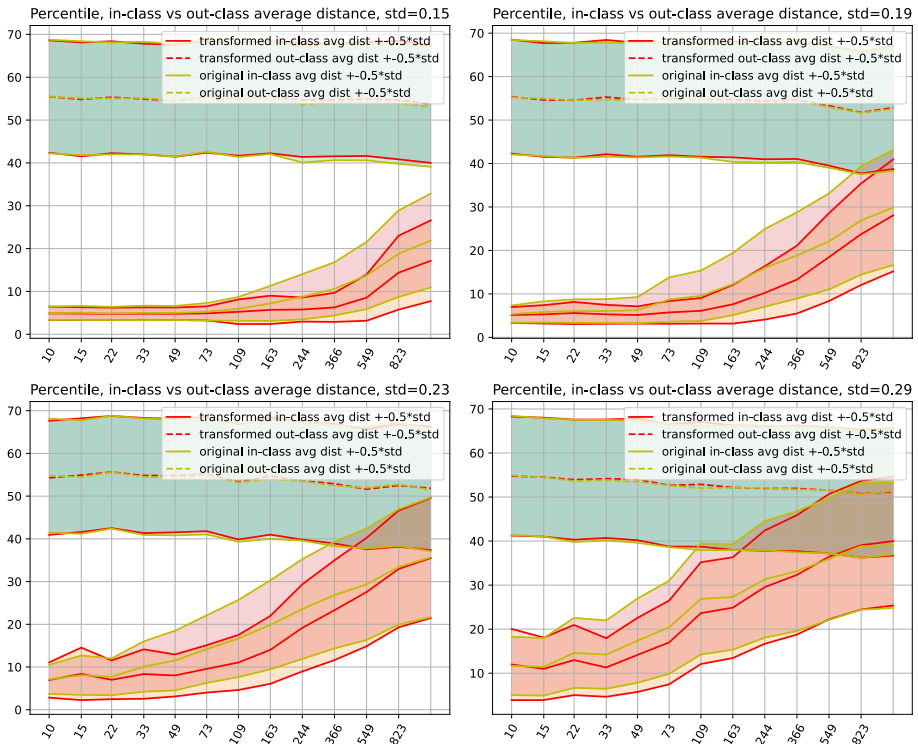 Percentile, in-class vs out-class average distance, std=0.15
70
60
50
40
30
20
10
0
transformed in-class avg dist +-0.5*std
transformed out-class avg dist +-0.5*std
original in-class avg dist +-0.5*std
original out-class avg dist +-0.5*std
10 15 22 33 49 73 109 163 244 366 549 823
Percentile, in-class vs out-class average distance, std=0.19
70
60
50
40
30
20
10
0
transformed in-class avg dist +-0.5*std
transformed out-class avg dist +-0.5*std
original in-class avg dist +-0.5*std
original out-class avg dist +-0.5*std
10 15 22 33 49 73 109 163 244 366 549 823
Percentile, in-class vs out-class average distance, std=0.23
70
60
50
40
30
20
10
0
transformed in-class avg dist +-0.5*std
transformed out-class avg dist +-0.5*std
original in-class avg dist +-0.5*std
original out-class avg dist +-0.5*std
10 15 22 33 49 73 109 163 244 366 549 823
Percentile, in-class vs out-class average distance, std=0.29
70
60
50
40
30
20
10
transformed in-class avg dist +-0.5*std
transformed out-class avg dist +-0.5*std
original in-class avg dist +-0.5*std
original out-class avg dist +-0.5*std
10 15 22 33 49 73 109 163 244 366 549 823